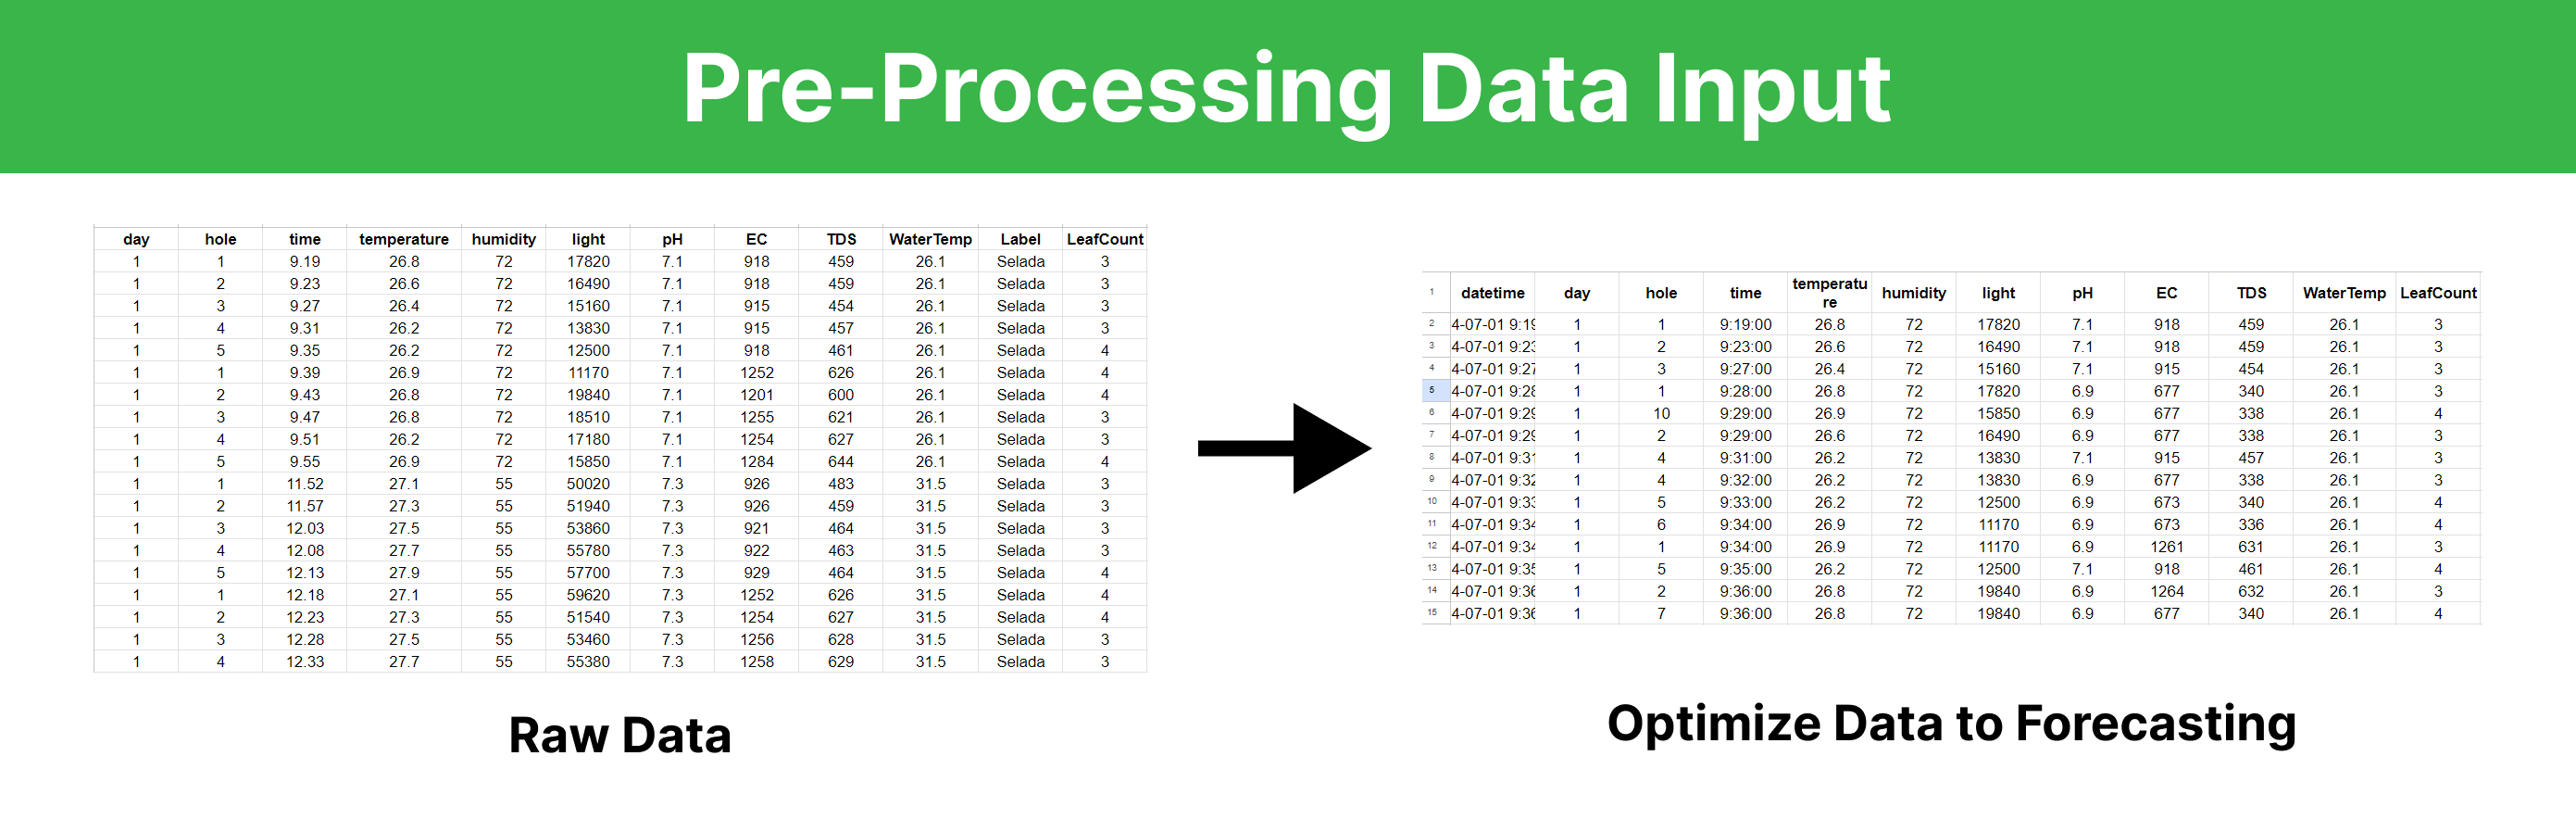 Pre-Processing Data Input
day hole time temperature humidity light pH EC TDS WaterTemp Label LeafCount
1 1 9.19 26.8 72 17820 7.1 918 459 26.1 Selada 3
1 2 9.23 26.6 72 16490 7.1 918 459 26.1 Selada 3
1 3 9.27 26.4 72 15160 7.1 915 454 26.1 Selada 3
1 4 9.31 26.2 72 13830 7.1 915 457 26.1 Selada 3
1 5 9.35 26.2 72 12500 7.1 918 461 26.1 Selada 4
1 1 9.39 26.9 72 11170 7.1 1252 626 26.1 Selada 4
1 2 9.43 26.8 72 19840 7.1 1201 600 26.1 Selada 4
1 3 9.47 26.8 72 18510 7.1 1255 621 26.1 Selada 3
1 4 9.51 26.2 72 17180 7.1 1254 627 26.1 Selada 3
1 5 9.55 26.9 72 15850 7.1 1284 644 26.1 Selada 4
1 1 11.52 27.1 55 50020 7.3 926 483 31.5 Selada 3
1 2 11.57 27.3 55 51940 7.3 926 459 31.5 Selada 3
1 3 12.03 27.5 55 53860 7.3 921 464 31.5 Selada 3
1 4 12.08 27.7 55 55780 7.3 922 463 31.5 Selada 3
1 5 12.13 27.9 55 57700 7.3 929 464 31.5 Selada 4
1 1 12.18 27.1 55 59620 7.3 1252 626 31.5 Selada 4
1 2 12.23 27.3 55 51540 7.3 1254 627 31.5 Selada 4
1 3 12.28 27.5 55 53460 7.3 1256 628 31.5 Selada 3
1 4 12.33 27.7 55 55380 7.3 1258 629 31.5 Selada 3
Raw Data
1 datetime day hole time temperatu re humidity light pH EC TDS WaterTemp LeafCount
2 4-07-01 9:19 1 1 9:19:00 26.8 72 17820 7.1 918 459 26.1 3
3 4-07-01 9:23 1 2 9:23:00 26.6 72 16490 7.1 918 459 26.1 3
4 4-07-01 9:27 1 3 9:27:00 26.4 72 15160 7.1 915 454 26.1 3
5 4-07-01 9:28 1 1 9:28:00 26.8 72 17820 6.9 677 340 26.1 3
6 4-07-01 9:29 1 10 9:29:00 26.9 72 15850 6.9 677 338 26.1 4
7 4-07-01 9:29 1 2 9:29:00 26.6 72 16490 6.9 677 338 26.1 3
8 4-07-01 9:31 1 4 9:31:00 26.2 72 13830 7.1 915 457 26.1 3
9 4-07-01 9:32 1 4 9:32:00 26.2 72 13830 6.9 677 338 26.1 3
10 4-07-01 9:33 1 5 9:33:00 26.2 72 12500 6.9 673 340 26.1 4
11 4-07-01 9:34 1 6 9:34:00 26.9 72 11170 6.9 673 336 26.1 4
12 4-07-01 9:34 1 1 9:34:00 26.9 72 11170 6.9 1261 631 26.1 3
13 4-07-01 9:35 1 5 9:35:00 26.2 72 12500 7.1 918 461 26.1 4
14 4-07-01 9:36 1 2 9:36:00 26.8 72 19840 6.9 1264 632 26.1 3
15 4-07-01 9:36 1 7 9:36:00 26.8 72 19840 6.9 677 340 26.1 4
Optimize Data to Forecasting